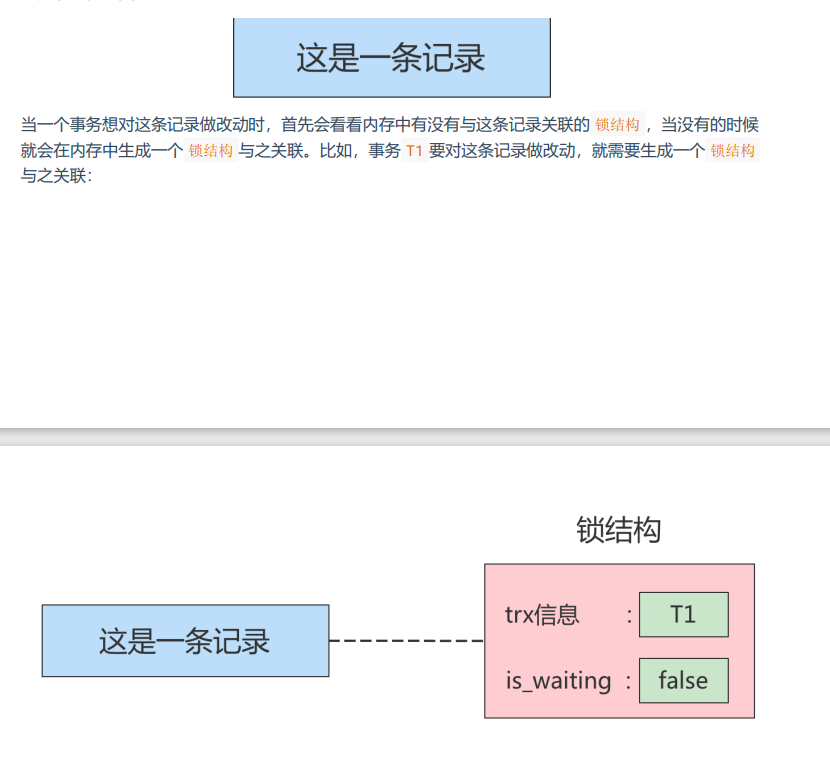 这是一条记录
当一个事务想对这条记录做改动时，首先会看看内存中有没有与这条记录关联的 锁结构 ，当没有的时候
就会在内存中生成一个 锁结构 与之关联。比如，事务 T1 要对这条记录做改动，就需要生成一个 锁结构
与之关联：
锁结构
这是一条记录
trx信息 : T1
is_waiting : false